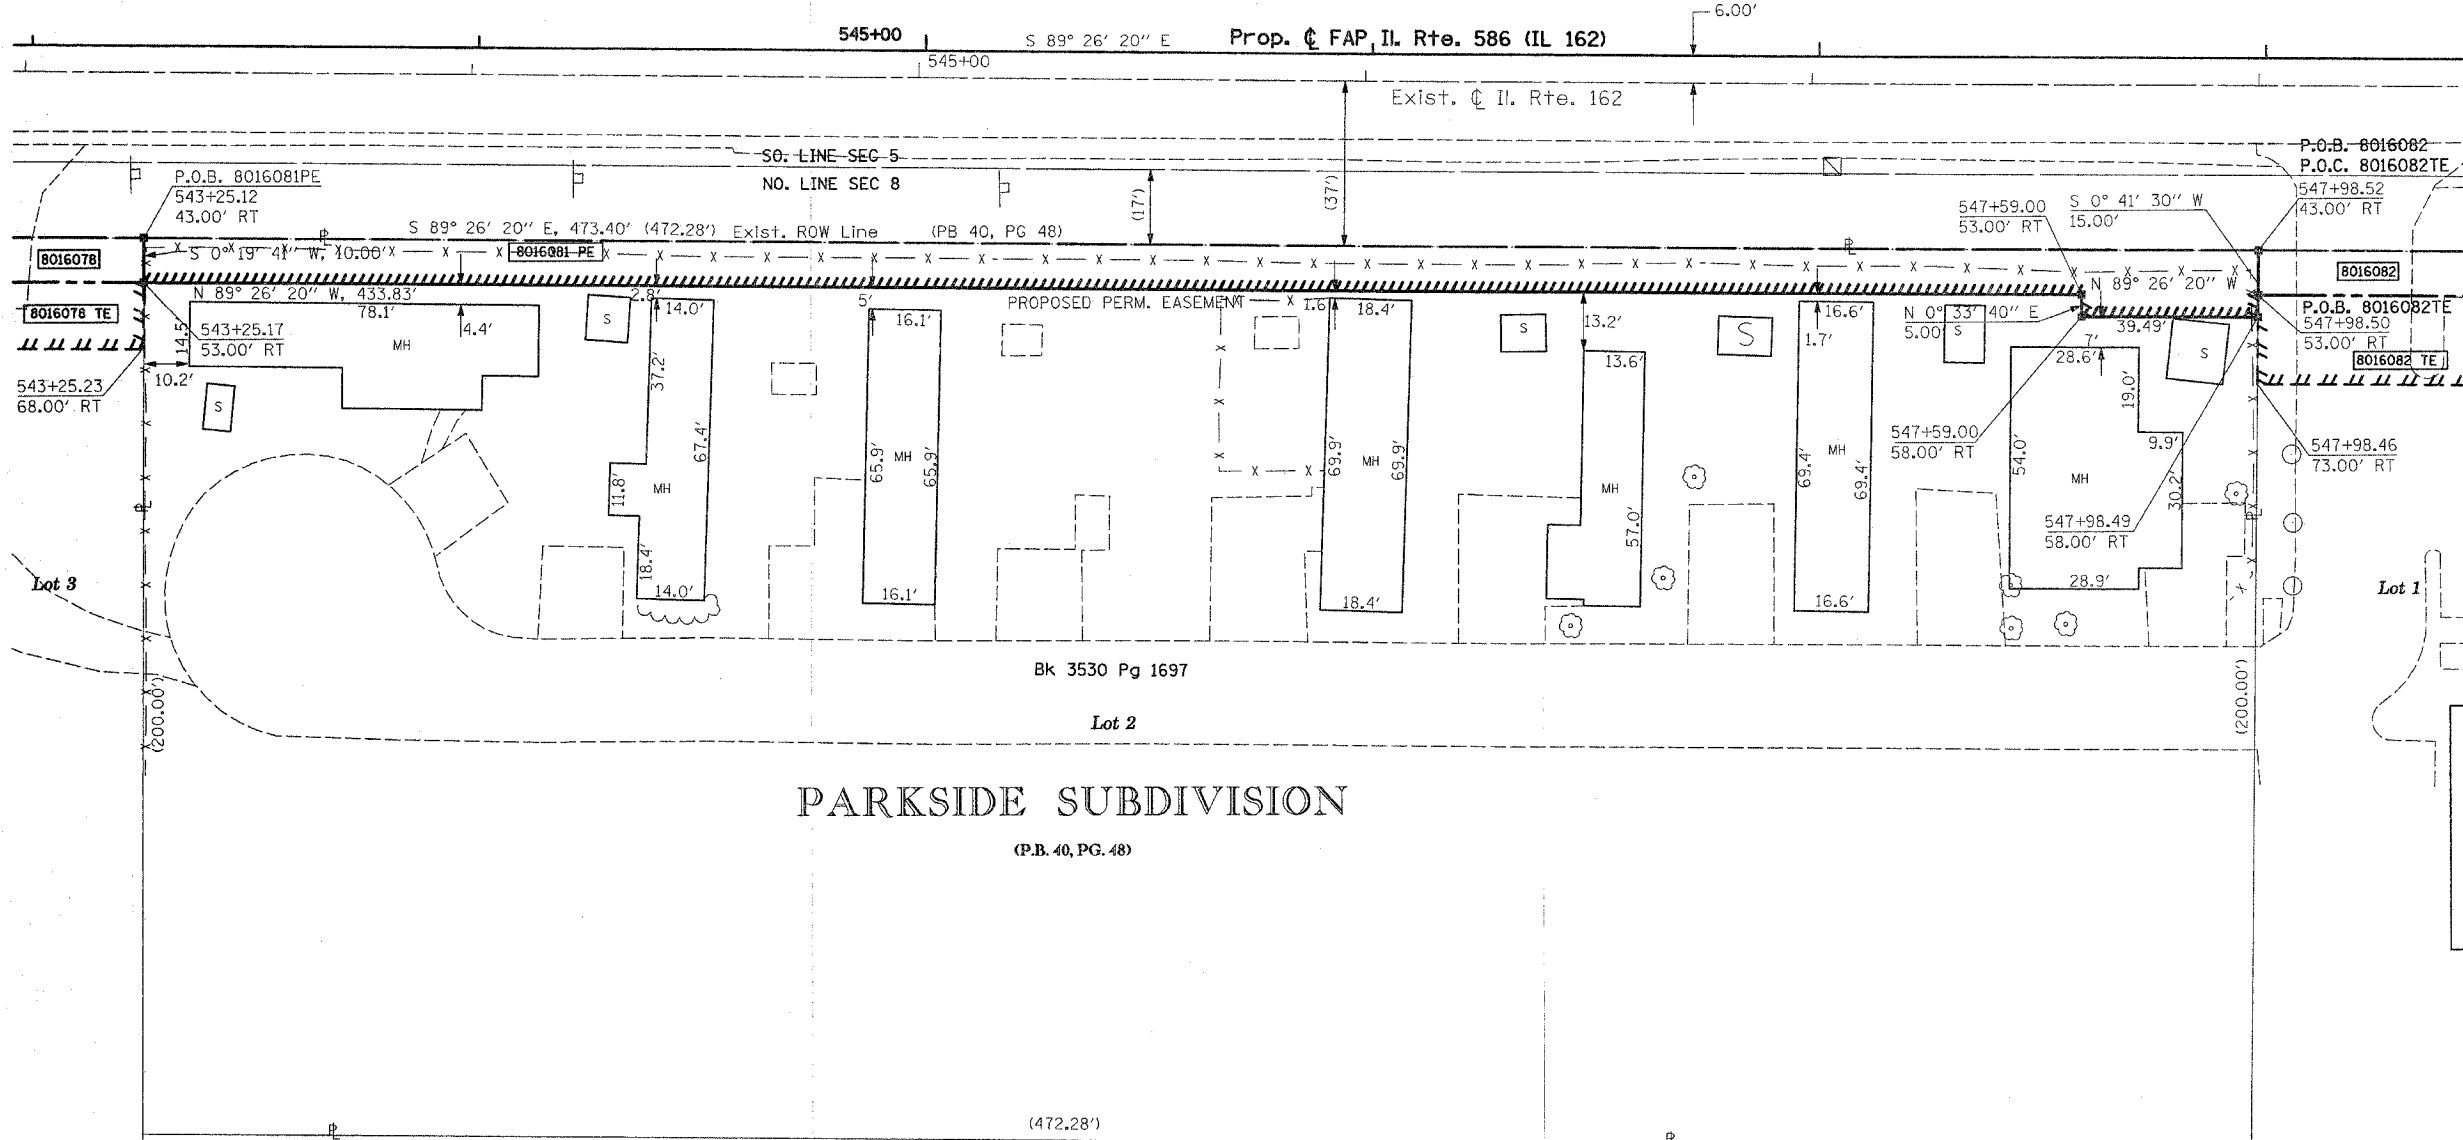 6.00'
545+00
S 89° 26' 20" E
Prop. ℄ FAP, Il. Rte. 586 (IL 162)
545+00
Exist. ℄ Il. Rte. 162
SO. LINE SEC 5
NO. LINE SEC 8
P.O.B. 8016081PE
543+25.12
43.00' RT
(17')
(37')
P.O.B. 8016082
P.O.C. 8016082TE
547+98.52
43.00' RT
547+59.00
53.00' RT
S 0° 41' 30" W
15.00'
S 89° 26' 20" E, 473.40' (472.28') Exist. ROW Line (PB 40, PG 48)
8016078
S 0° 19' 41" W, 10.00'
8016081 PE
8016082
N 89° 26' 20" W
N 89° 26' 20" W, 433.83'
PROPOSED PERM. EASEMENT
8016078 TE
78.1'
4.4'
14.5'
MH
543+25.17
53.00' RT
10.2'
543+25.23
68.00' RT
S
S
2.8'
14.0'
37.2'
67.4'
11.8'
MH
18.4'
14.0'
5'
16.1'
65.9'
MH
65.9'
16.1'
1.6'
18.4'
69.9'
MH
69.9'
18.4'
S
13.2'
13.6'
MH
57.0'
S
16.6'
1.7'
69.4'
MH
69.4'
16.6'
N 0° 33' 40" E
5.00'
S
39.49'
7'
28.6'
19.0'
S
9.9'
54.0'
MH
30.2'
28.9'
547+59.00
58.00' RT
547+98.49
58.00' RT
P.O.B. 8016082TE
547+98.50
53.00' RT
8016082 TE
547+98.46
73.00' RT
Lot 3
Lot 1
Bk 3530 Pg 1697
(200.00')
(200.00')
Lot 2
PARKSIDE SUBDIVISION
(P.B. 40, PG. 48)
(472.28')